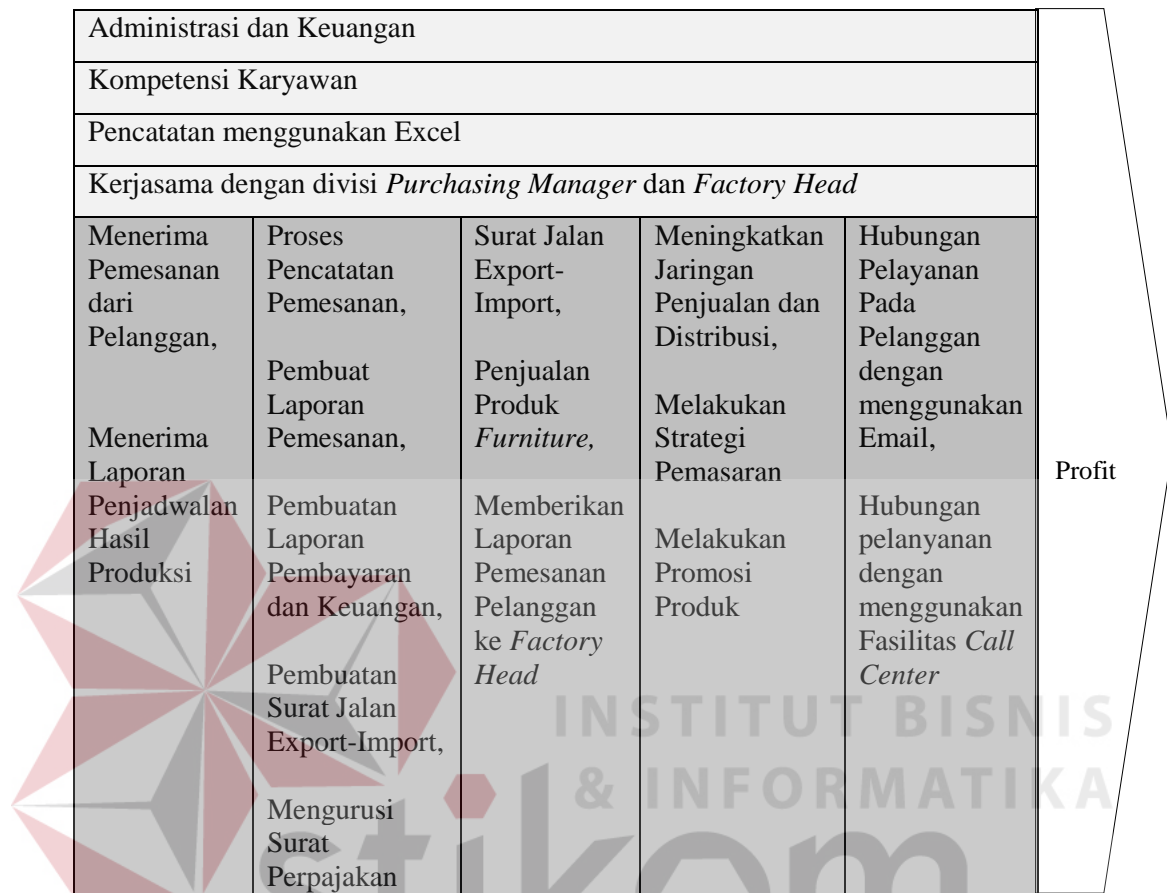 Administrasi dan Keuangan
Kompetensi Karyawan
Pencatatan menggunakan Excel
Kerjasama dengan divisi Purchasing Manager dan Factory Head
Menerima
Pemesanan
dari
Pelanggan,
Menerima
Laporan
Penjadwalan
Hasil
Produksi
Proses
Pencatatan
Pemesanan,
Pembuat
Laporan
Pemesanan,
Pembuatan
Laporan
Pembayaran
dan Keuangan,
Pembuatan
Surat Jalan
Export-Import,
Mengurusi
Surat
Perpajakan
Surat Jalan
Export-
Import,
Penjualan
Produk
Furniture,
Memberikan
Laporan
Pemesanan
Pelanggan
ke Factory
Head
Meningkatkan
Jaringan
Penjualan dan
Distribusi,
Melakukan
Strategi
Pemasaran
Melakukan
Promosi
Produk
Hubungan
Pelayanan
Pada
Pelanggan
dengan
menggunakan
Email,
Hubungan
pelanyanan
dengan
menggunakan
Fasilitas Call
Center
Profit
INSTITUT BISNIS
& INFORMATIKA
stikom